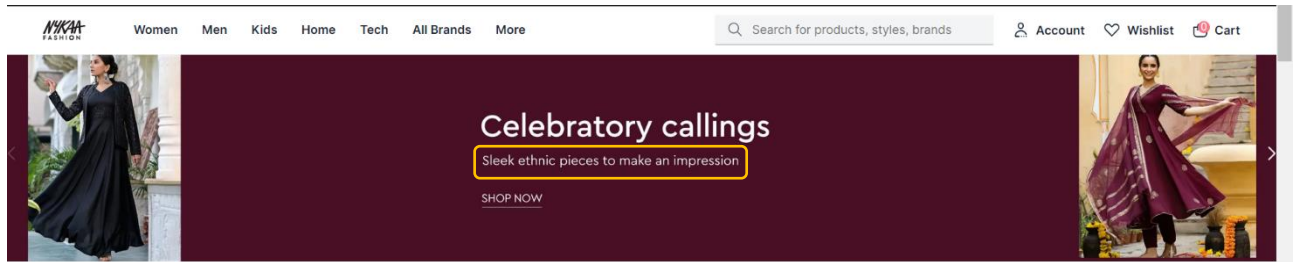 NYKAA
FASHION
Women Men Kids Home Tech All Brands More
Search for products, styles, brands
Account Wishlist 0 Cart
Celebratory callings
Sleek ethnic pieces to make an impression
SHOP NOW